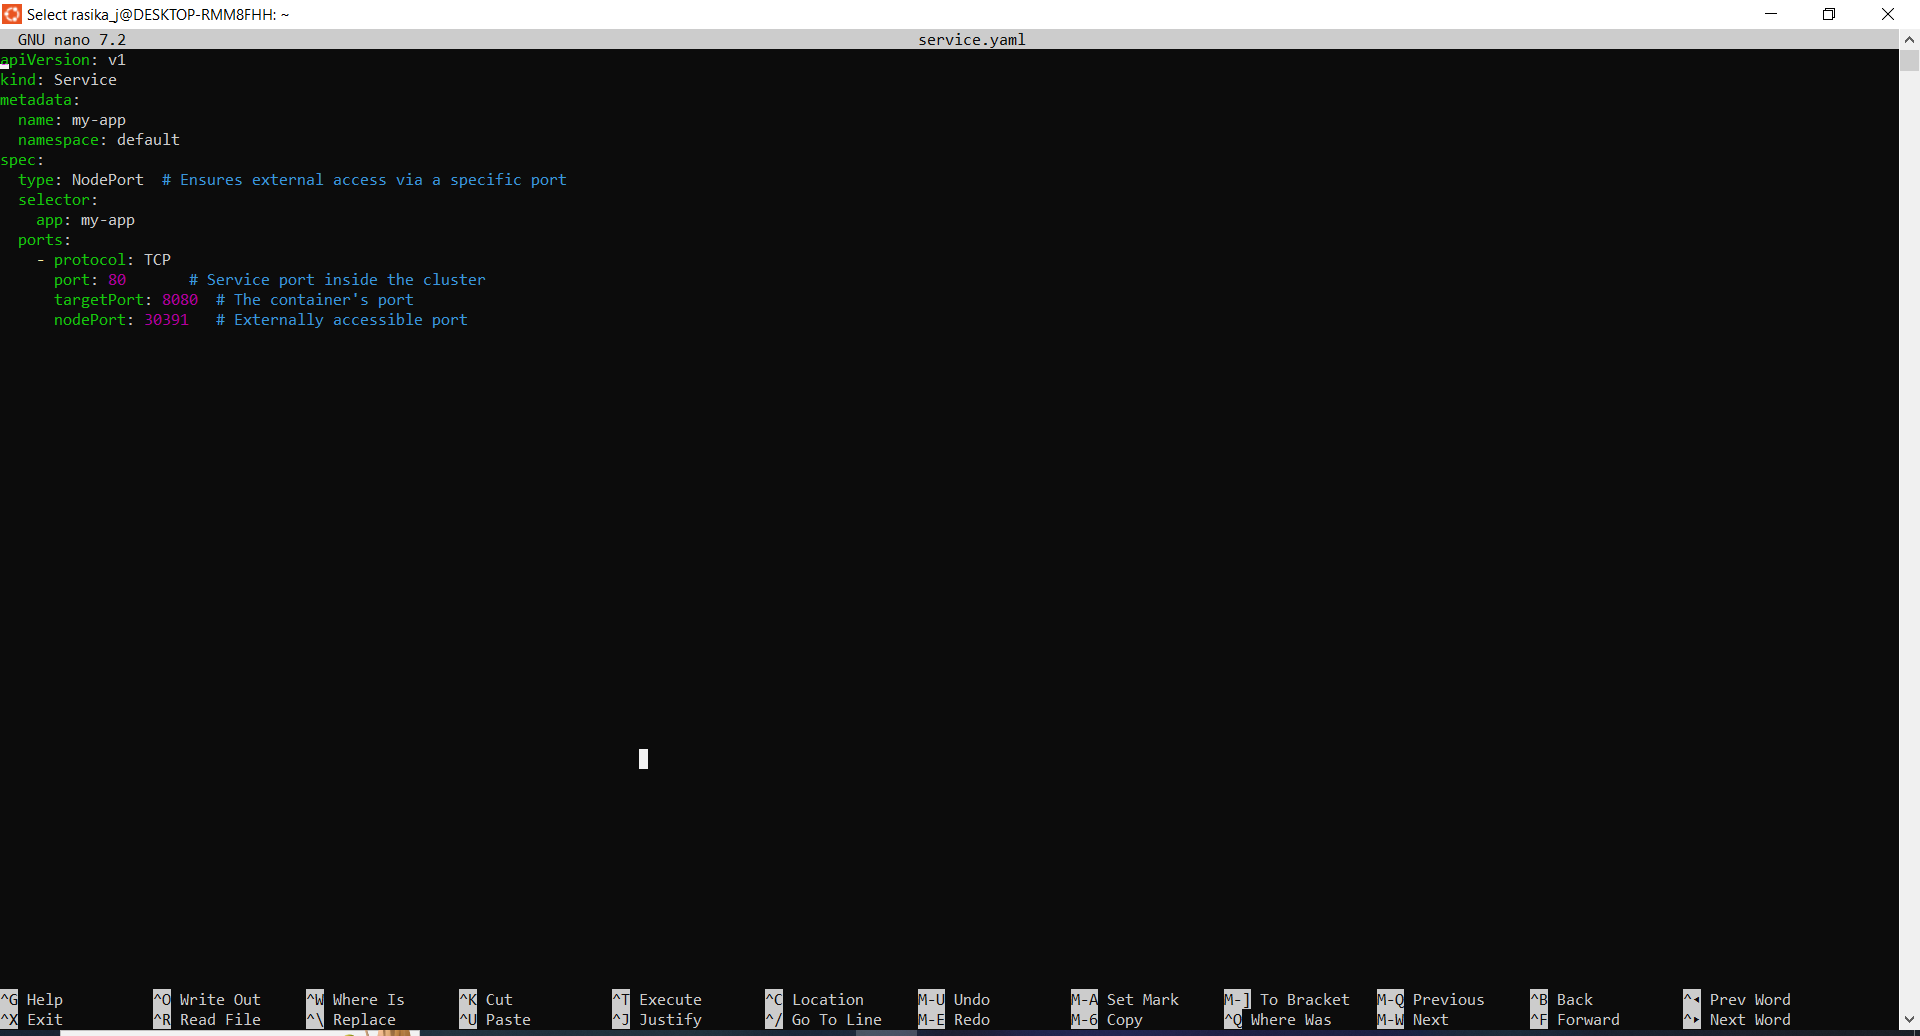 Select rasika_j@DESKTOP-RMM8FHH: ~
GNU nano 7.2 service.yaml
apiVersion: v1
kind: Service
metadata:
  name: my-app
  namespace: default
spec:
  type: NodePort  # Ensures external access via a specific port
  selector:
    app: my-app
  ports:
    - protocol: TCP
      port: 80       # Service port inside the cluster
      targetPort: 8080  # The container's port
      nodePort: 30391   # Externally accessible port
^G Help ^O Write Out ^W Where Is ^K Cut ^T Execute ^C Location M-U Undo M-A Set Mark M-] To Bracket M-Q Previous ^B Back ^◂ Prev Word
^X Exit ^R Read File ^\ Replace ^U Paste ^J Justify ^/ Go To Line M-E Redo M-6 Copy ^Q Where Was M-W Next ^F Forward ^▸ Next Word